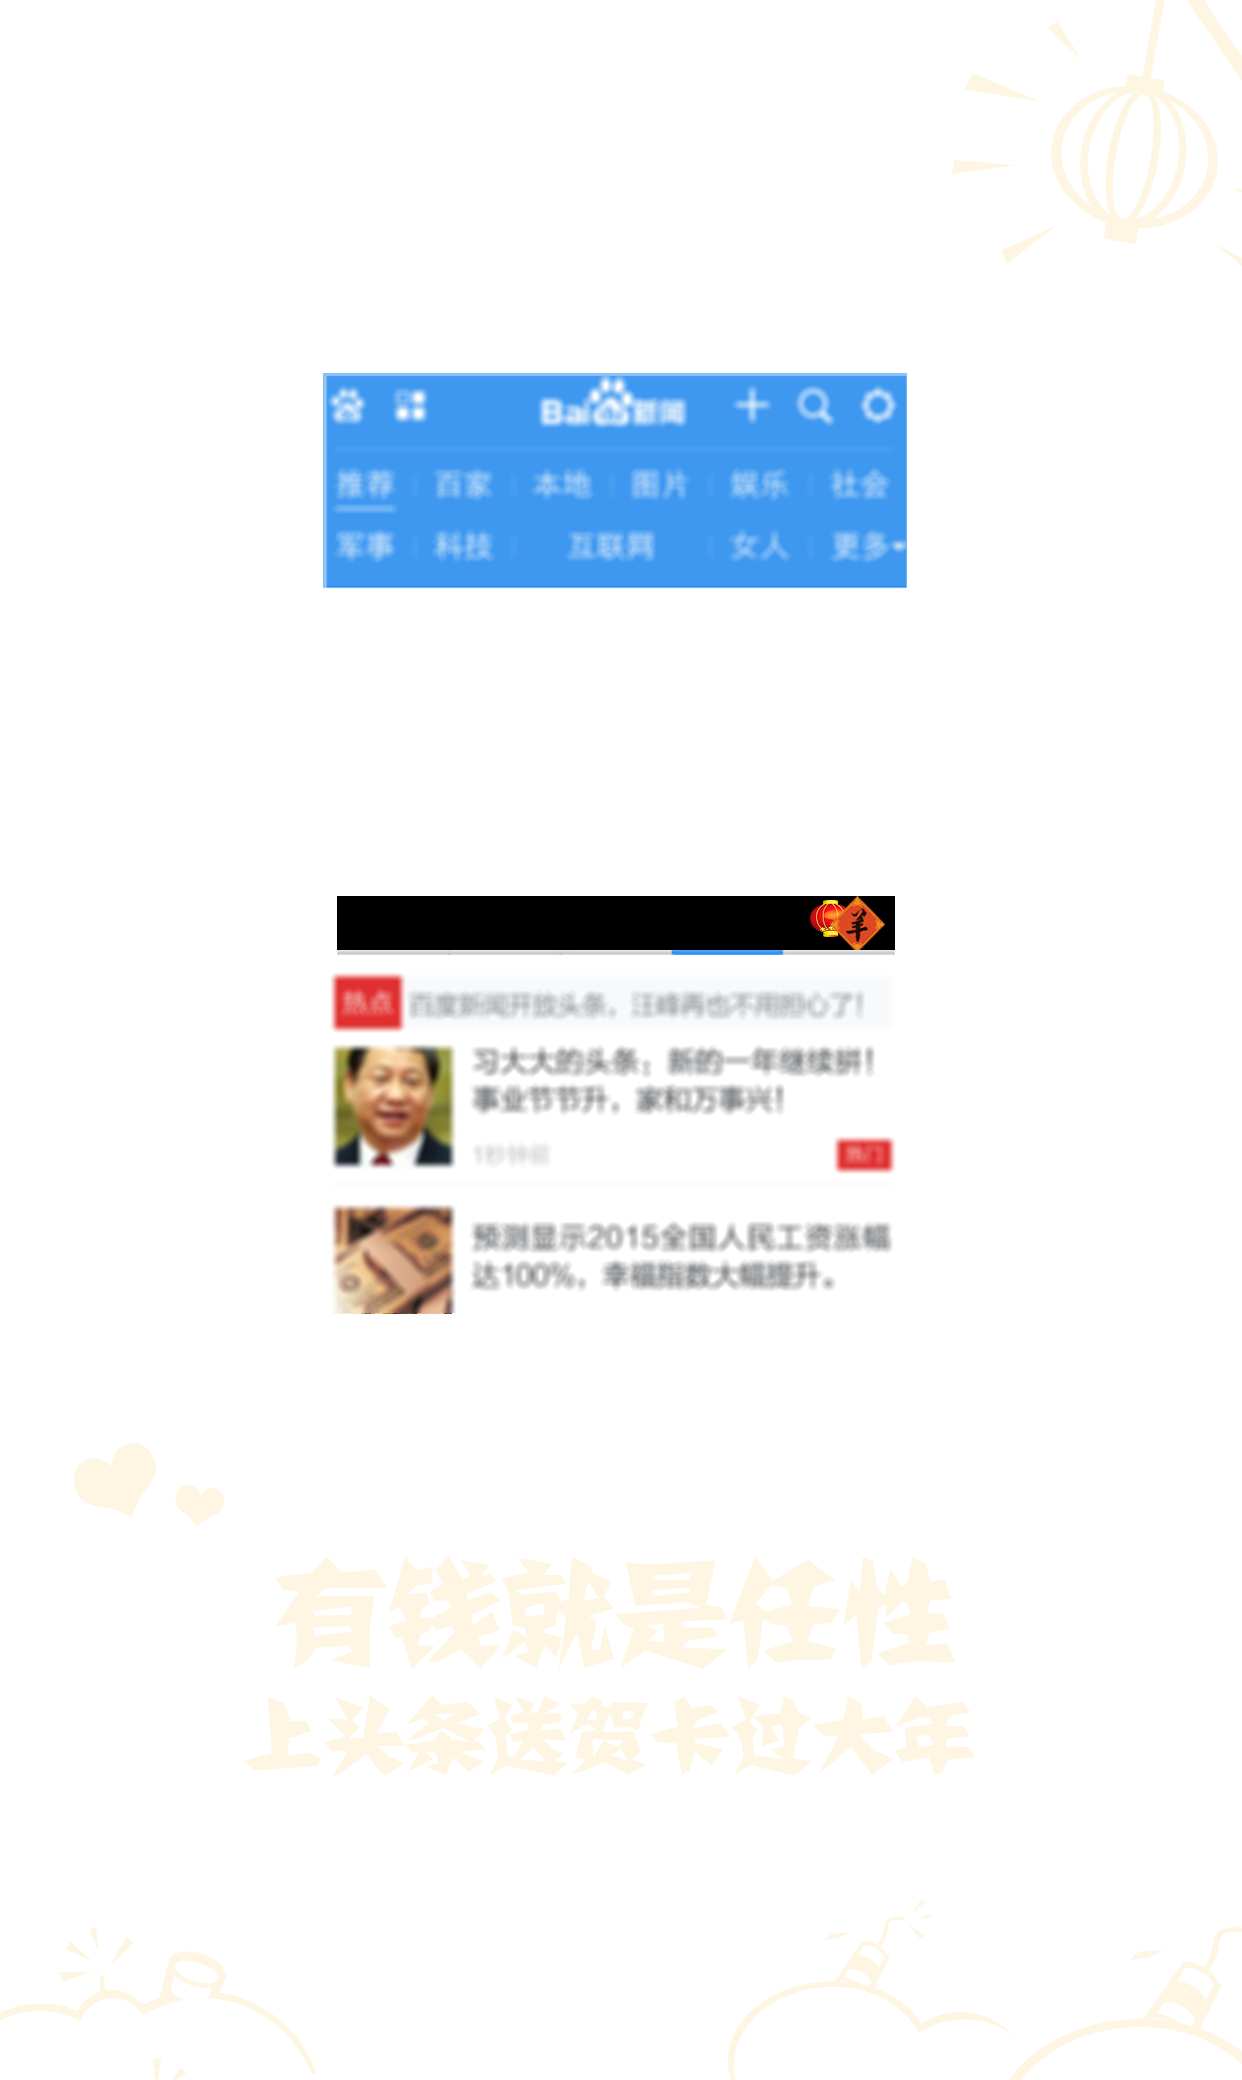 Bai 新闻
推荐 百家 本地 图片 娱乐 社会
军事 科技 互联网 女人 更多
羊
热点 百度新闻开放头条，汪峰再也不用担心了！
习大大的头条：新的一年继续拼！
事业节节升，家和万事兴！
1秒钟前 热门
预测显示2015全国人民工资涨幅
达100%，幸福指数大幅提升。
有钱就是任性
上头条送贺卡过大年